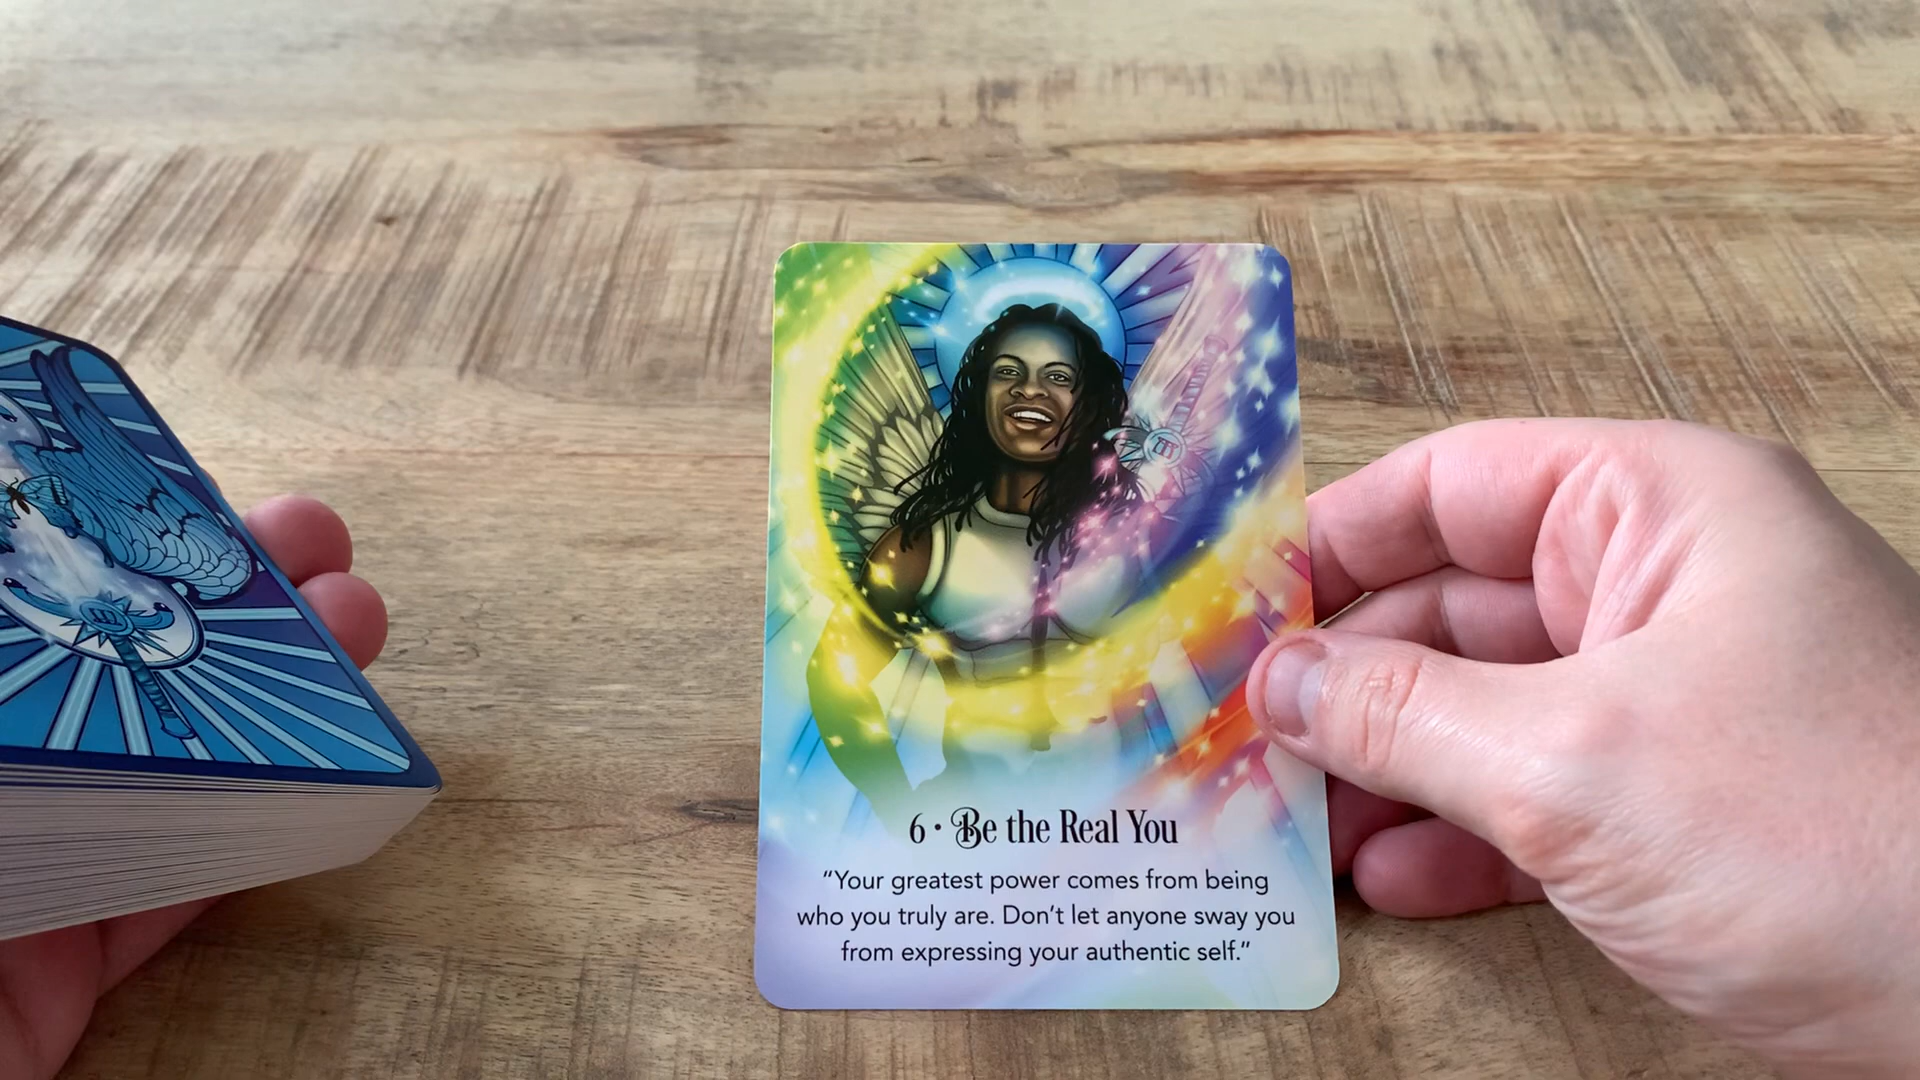 6 • Be the Real You
“Your greatest power comes from being
who you truly are. Don’t let anyone sway you
from expressing your authentic self.”